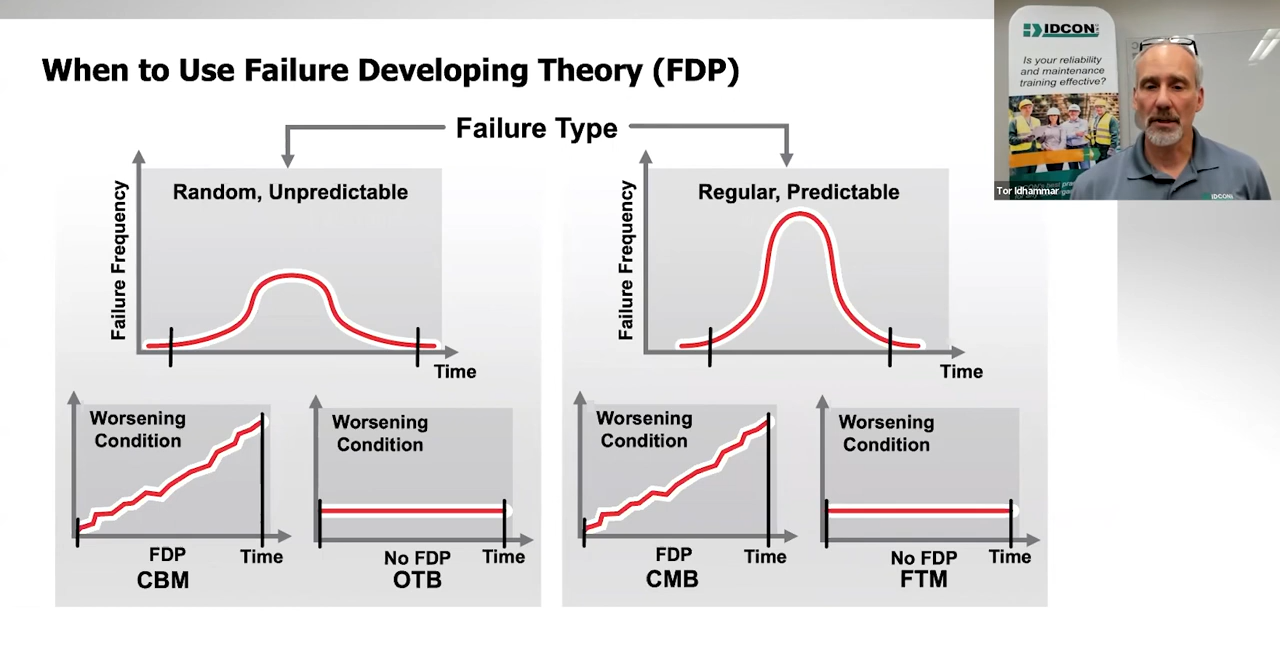 When to Use Failure Developing Theory (FDP)
Failure Type
Random, Unpredictable
Failure Frequency
Time
Worsening
Condition
FDP
Time
CBM
Worsening
Condition
No FDP
Time
OTB
Regular, Predictable
Failure Frequency
Time
Worsening
Condition
FDP
Time
CMB
Worsening
Condition
No FDP
Time
FTM
IDCON INC
Is your reliability
and maintenance
training effective?
Tor Idhammar
IDCON